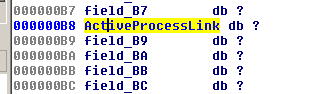 000000B7 field_B7 db ?
000000B8 ActiveProcessLink db ?
000000B9 field_B9 db ?
000000BA field_BA db ?
000000BB field_BB db ?
000000BC field_BC db ?